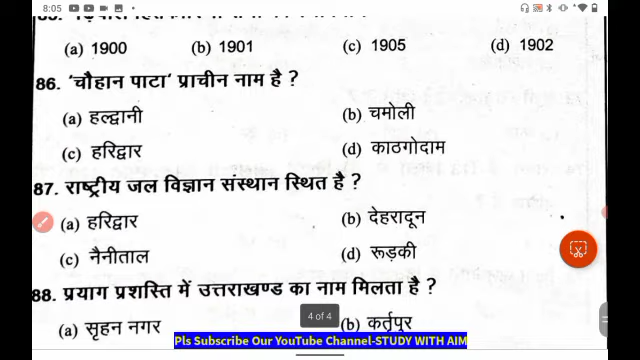 8:05
(a) 1900 (b) 1901 (c) 1905 (d) 1902
86. 'चौहान पाटा' प्राचीन नाम है ?
(a) हल्द्वानी (b) चमोली
(c) हरिद्वार (d) काठगोदाम
87. राष्ट्रीय जल विज्ञान संस्थान स्थित है ?
(a) हरिद्वार (b) देहरादून
(c) नैनीताल (d) रूड़की
88. प्रयाग प्रशस्ति में उत्तराखण्ड का नाम मिलता है ?
4 of 4
(a) सृहन नगर (b) कर्तृपुर
Pls Subscribe Our YouTube Channel-STUDY WITH AIM